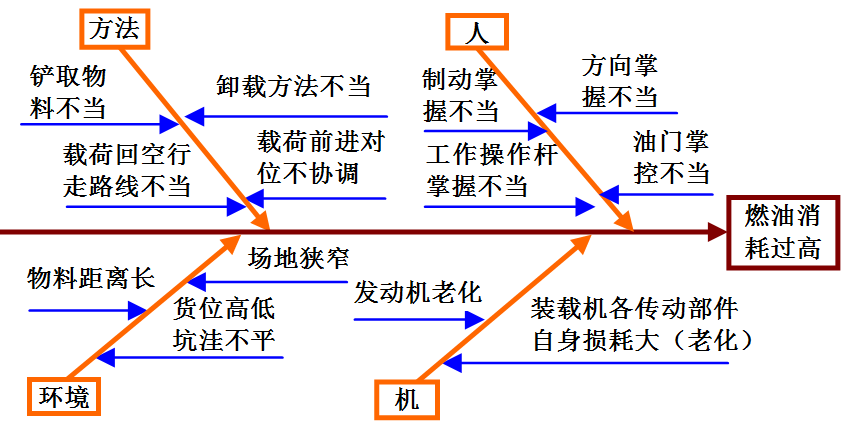 方法
铲取物
料不当
卸载方法不当
载荷回空行
走路线不当
载荷前进对
位不协调
人
制动掌
握不当
方向掌
握不当
工作操作杆
掌握不当
油门掌
控不当
燃油消
耗过高
物料距离长
场地狭窄
货位高低
坑洼不平
环境
发动机老化
装载机各传动部件
自身损耗大（老化）
机